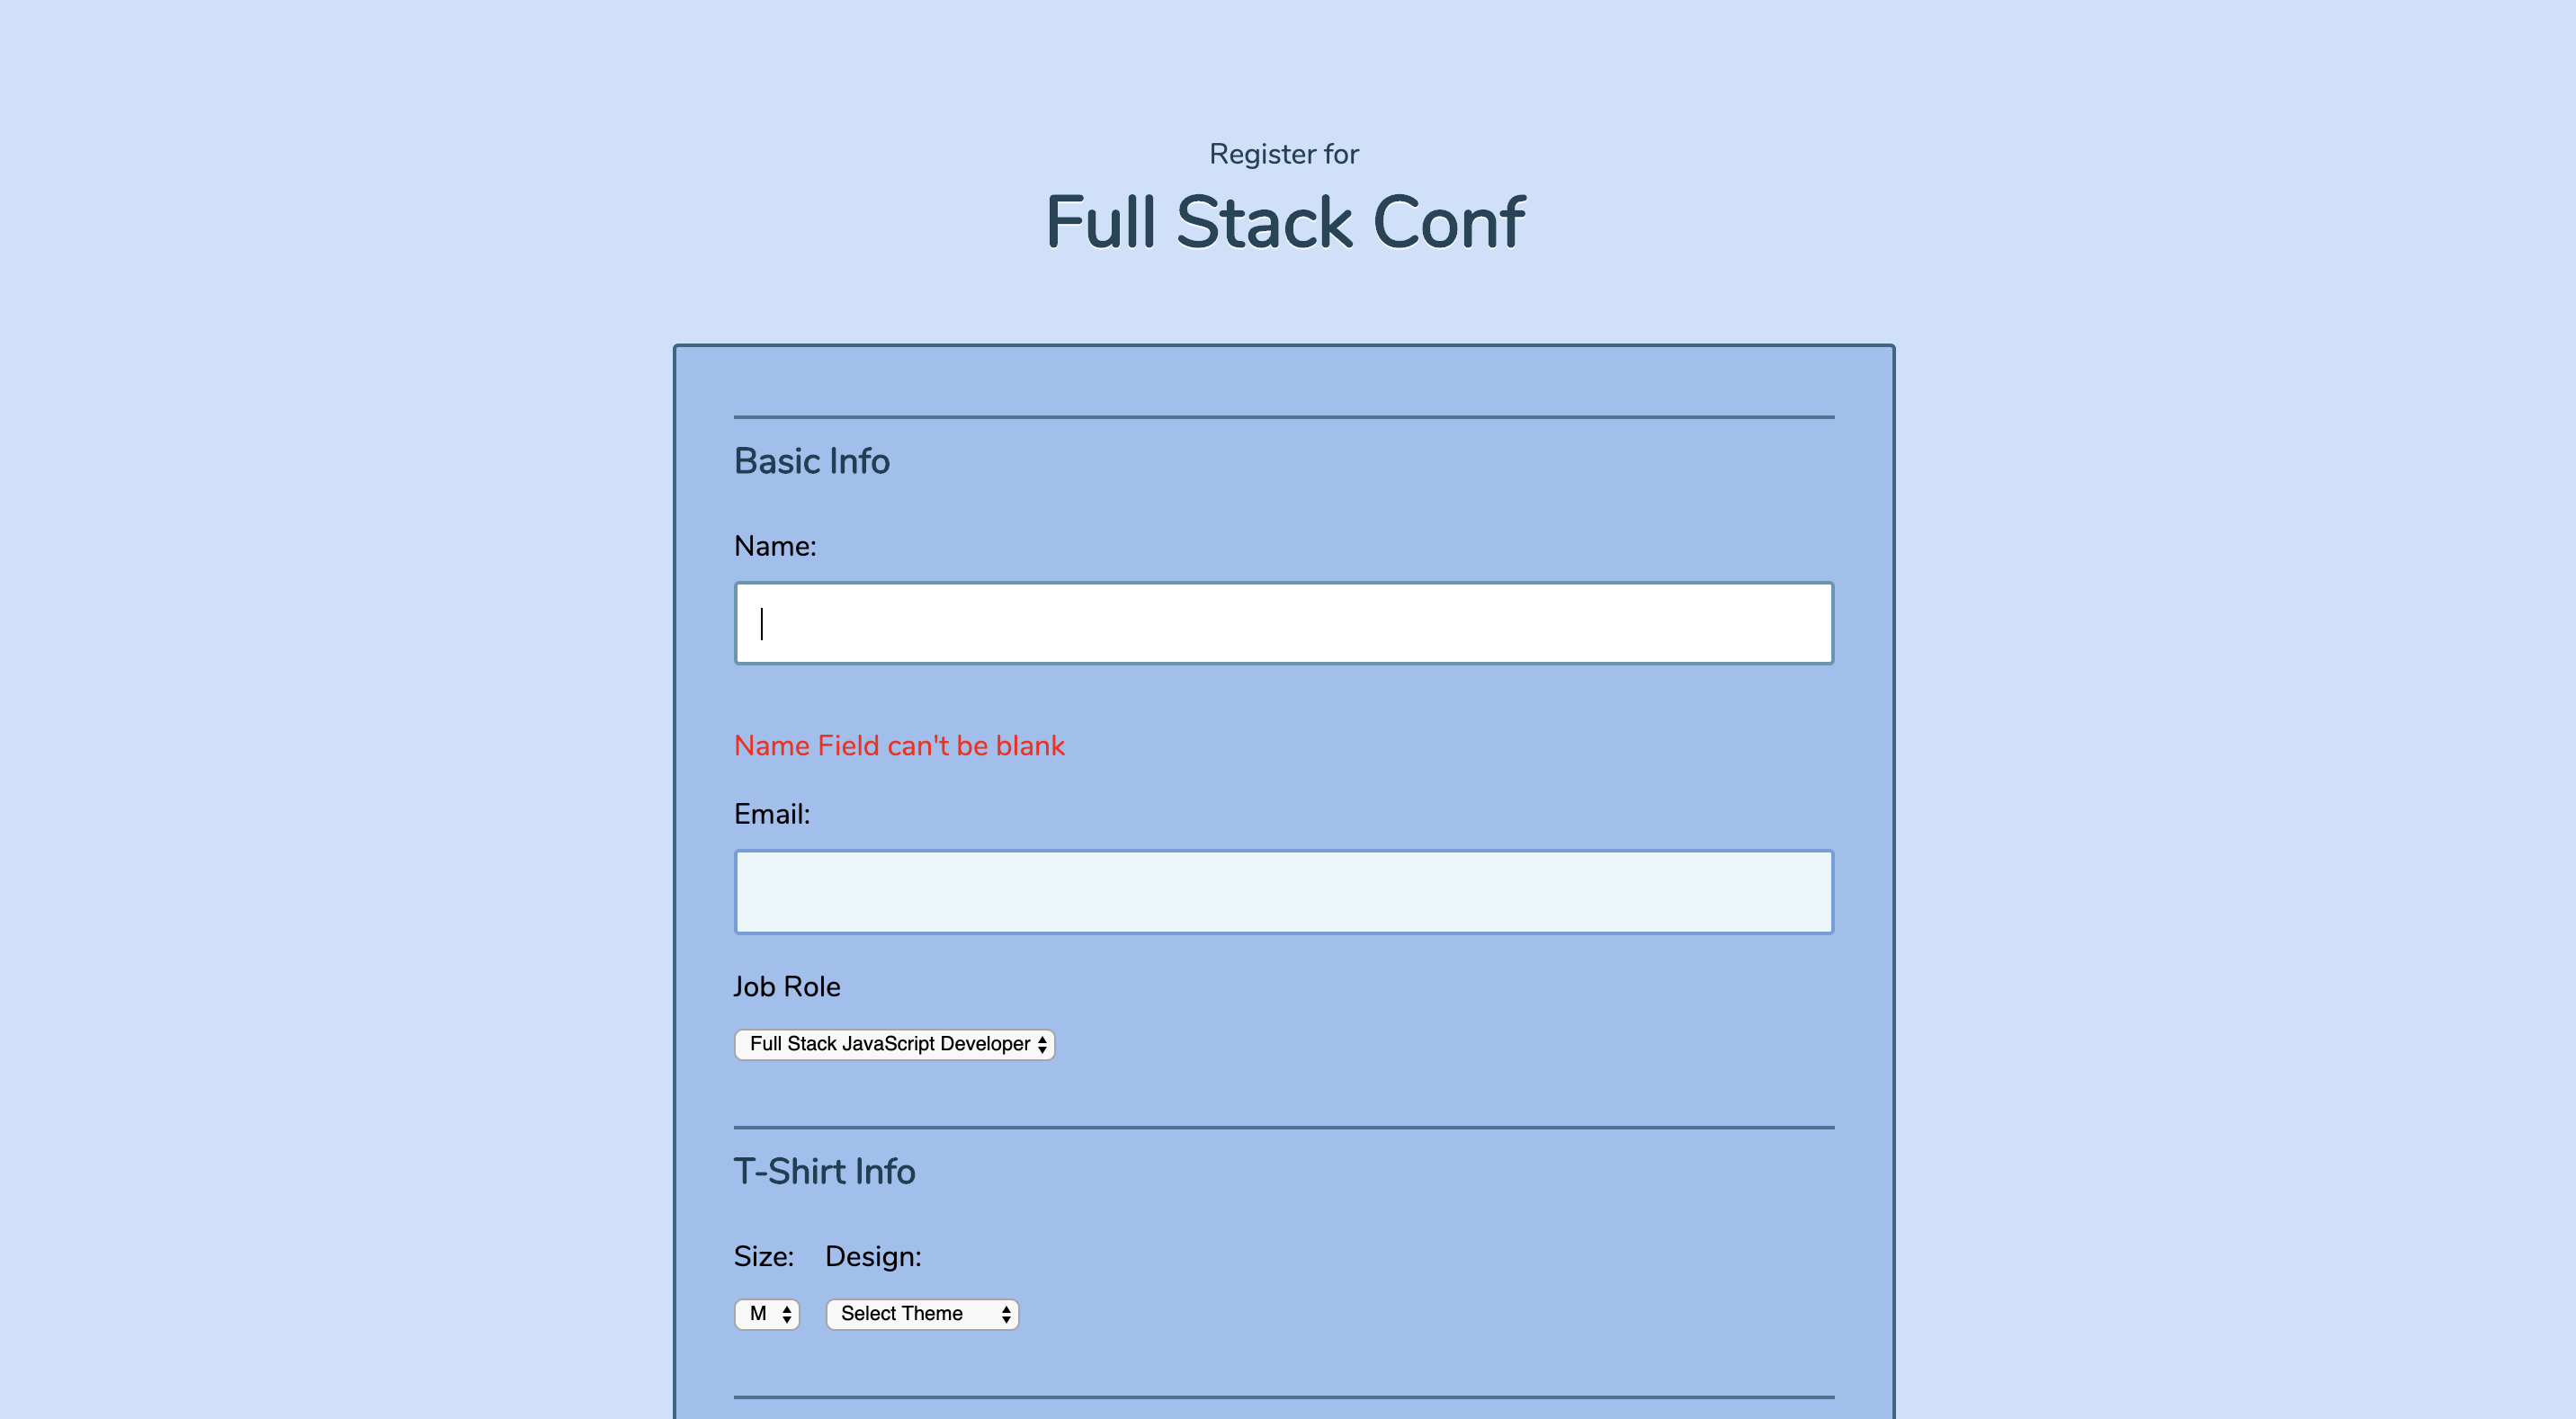 Register for
Full Stack Conf
Basic Info
Name:
Name Field can't be blank
Email:
Job Role
Full Stack JavaScript Developer
T-Shirt Info
Size: Design:
M Select Theme